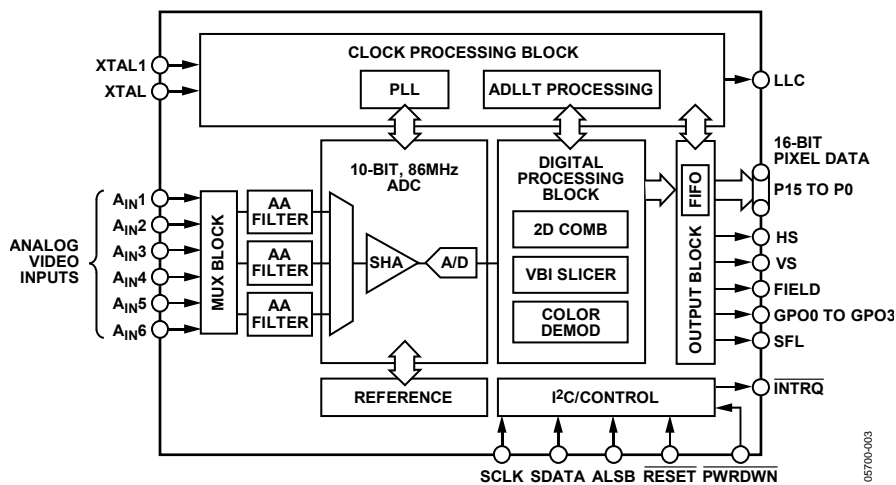 CLOCK PROCESSING BLOCK
XTAL1
XTAL
PLL
ADLLT PROCESSING
LLC
16-BIT
PIXEL DATA
P15 TO P0
10-BIT, 86MHz
ADC
DIGITAL
PROCESSING
BLOCK
FIFO
OUTPUT BLOCK
ANALOG
VIDEO
INPUTS
AIN1
AIN2
AIN3
AIN4
AIN5
AIN6
MUX BLOCK
AA
FILTER
AA
FILTER
AA
FILTER
SHA
A/D
2D COMB
VBI SLICER
COLOR
DEMOD
HS
VS
FIELD
GPO0 TO GPO3
SFL
REFERENCE
I2C/CONTROL
INTRQ
SCLK
SDATA
ALSB
RESET
PWRDWN
05700-003